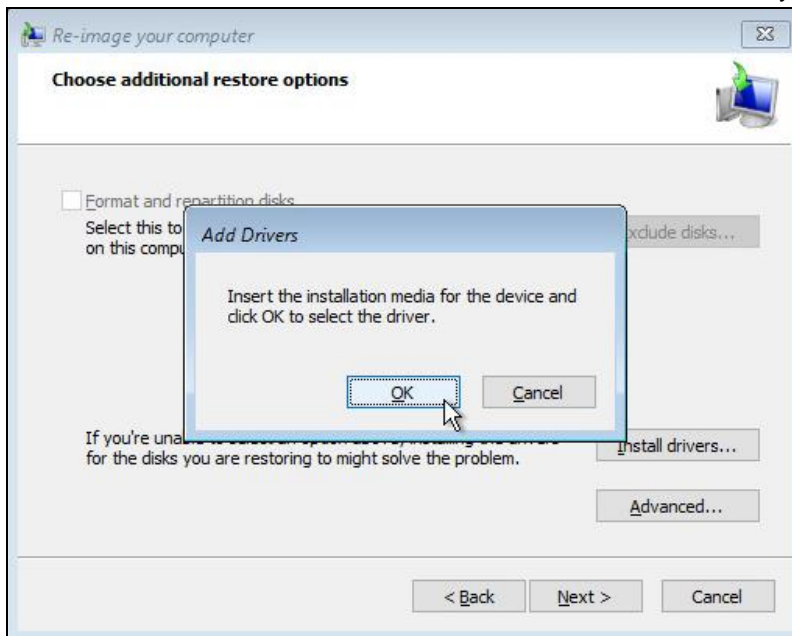 Re-image your computer
Choose additional restore options
Format and repartition disks
Select this to
on this compu
xclude disks...
Add Drivers
Insert the installation media for the device and
click OK to select the driver.
OK
Cancel
If you're una
for the disks you are restoring to might solve the problem.
Install drivers...
Advanced...
< Back
Next >
Cancel